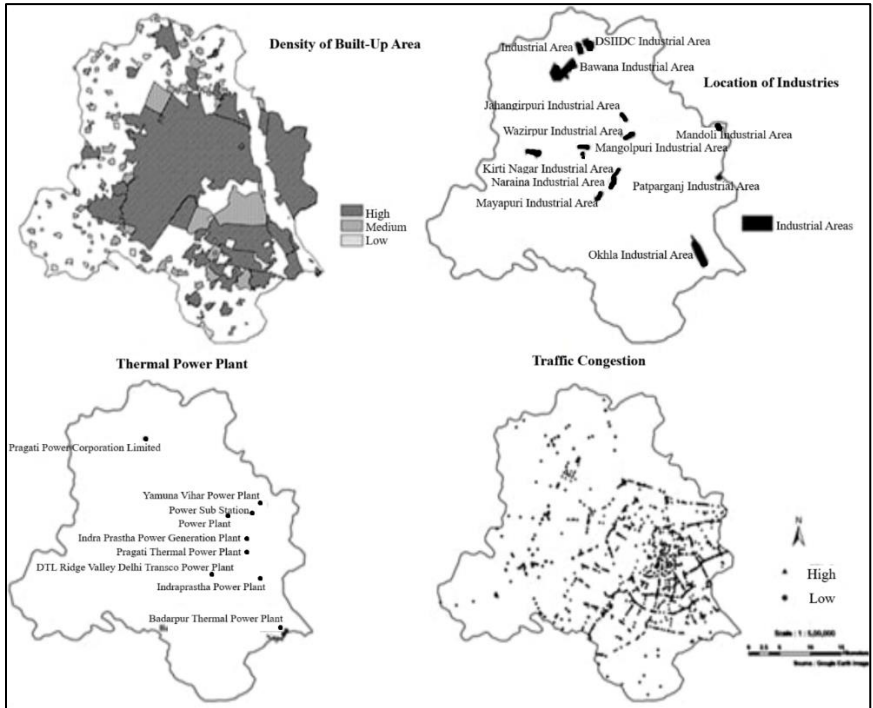 Density of Built-Up Area
High
Medium
Low
Industrial Area
DSIIDC Industrial Area
Bawana Industrial Area
Location of Industries
Jahangirpuri Industrial Area
Wazirpur Industrial Area
Mandoli Industrial Area
Mangolpuri Industrial Area
Kirti Nagar Industrial Area
Naraina Industrial Area
Patparganj Industrial Area
Mayapuri Industrial Area
Industrial Areas
Okhla Industrial Area
Thermal Power Plant
Pragati Power Corporation Limited
Yamuna Vihar Power Plant
Power Sub Station
Power Plant
Indra Prastha Power Generation Plant
Pragati Thermal Power Plant
DTL Ridge Valley Delhi Transco Power Plant
Indraprastha Power Plant
Badarpur Thermal Power Plant
Traffic Congestion
N
High
Low
Scale : 1 : 5,00,000
Source : Google Earth Image